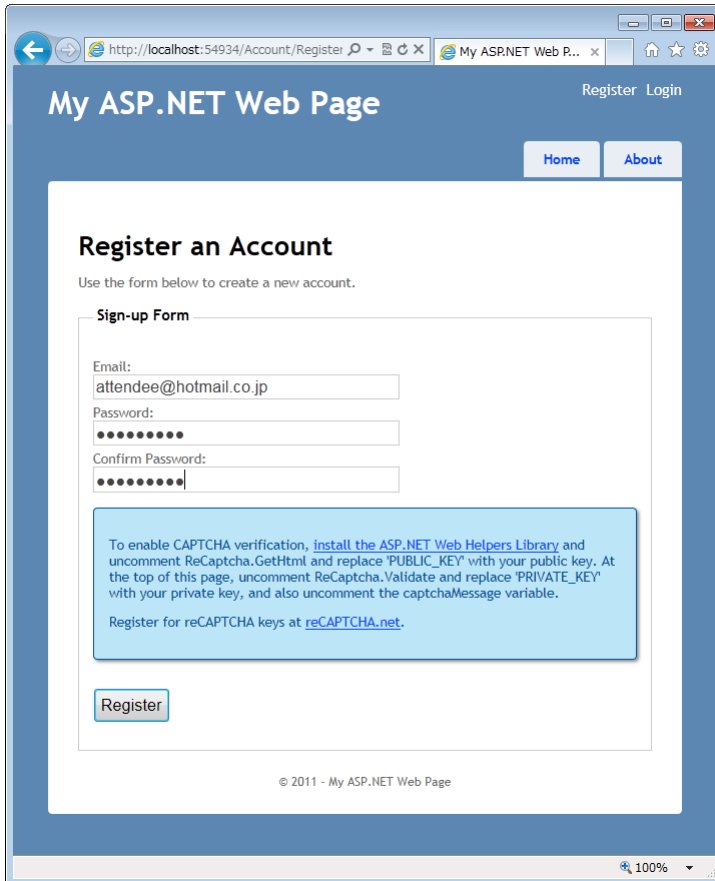 http://localhost:54934/Account/Register
My ASP.NET Web P...
My ASP.NET Web Page
Register Login
Home About
Register an Account
Use the form below to create a new account.
Sign-up Form
Email:
attendee@hotmail.co.jp
Password:
●●●●●●●●●
Confirm Password:
●●●●●●●●●
To enable CAPTCHA verification, install the ASP.NET Web Helpers Library and
uncomment ReCaptcha.GetHtml and replace 'PUBLIC_KEY' with your public key. At
the top of this page, uncomment ReCaptcha.Validate and replace 'PRIVATE_KEY'
with your private key, and also uncomment the captchaMessage variable.
Register for reCAPTCHA keys at reCAPTCHA.net.
Register
© 2011 - My ASP.NET Web Page
100%